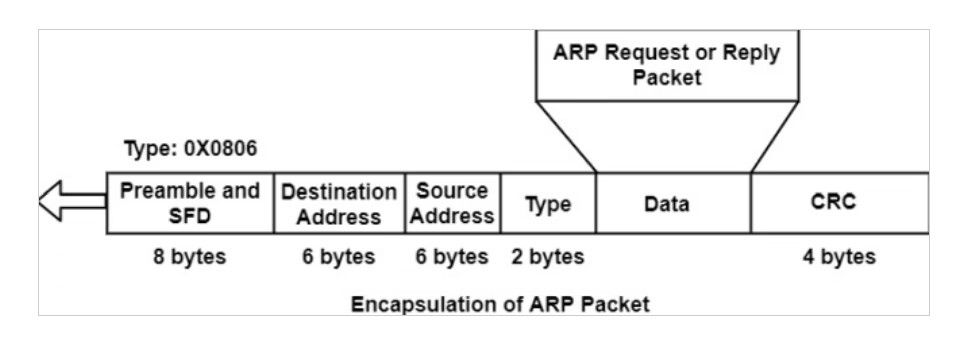 ARP Request or Reply
Packet
Type: 0X0806
Preamble and
SFD
Destination
Address
Source
Address
Type
Data
CRC
8 bytes
6 bytes
6 bytes
2 bytes
4 bytes
Encapsulation of ARP Packet